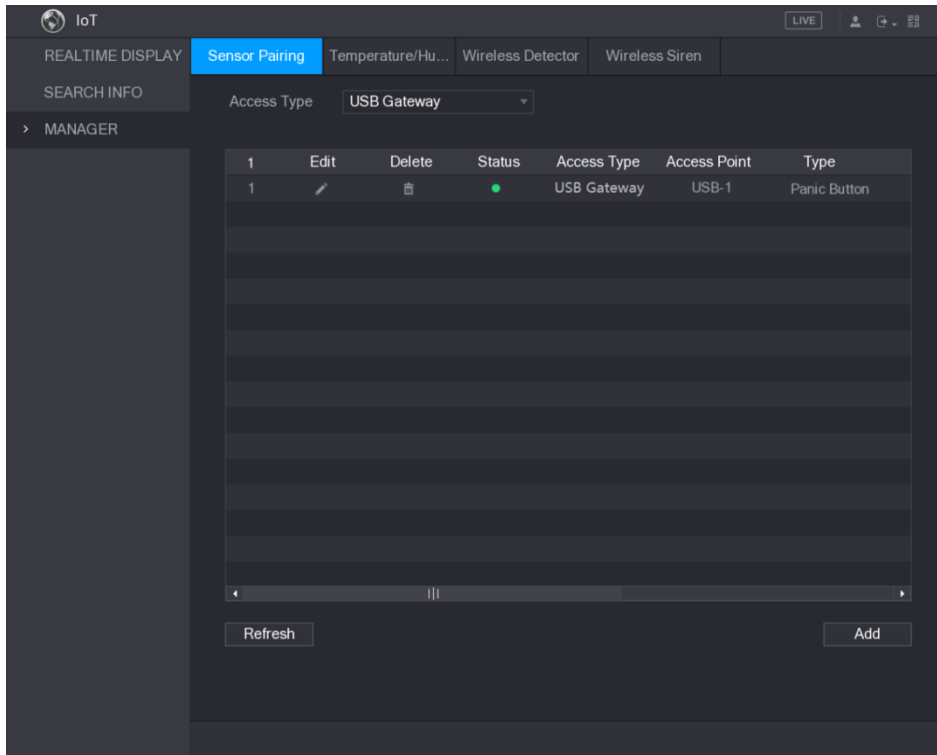 IoT
LIVE
REALTIME DISPLAY
SEARCH INFO
MANAGER
Sensor Pairing Temperature/Hu... Wireless Detector Wireless Siren
Access Type USB Gateway
1 Edit Delete Status Access Type Access Point Type
1 USB Gateway USB-1 Panic Button
Refresh Add